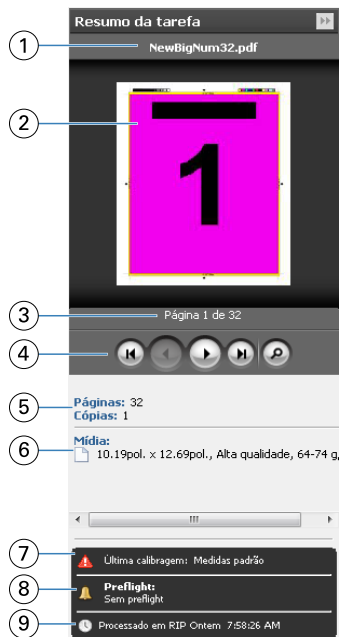 Resumo da tarefa
1
NewBigNum32.pdf
2
1
3
Página 1 de 32
4
5
Páginas: 32
Cópias: 1
6
Mídia:
10.19pol. x 12.69pol., Alta qualidade, 64-74 g,
7
Última calibragem: Medidas padrão
8
Preflight:
Sem preflight
9
Processado em RIP Ontem 7:58:26 AM